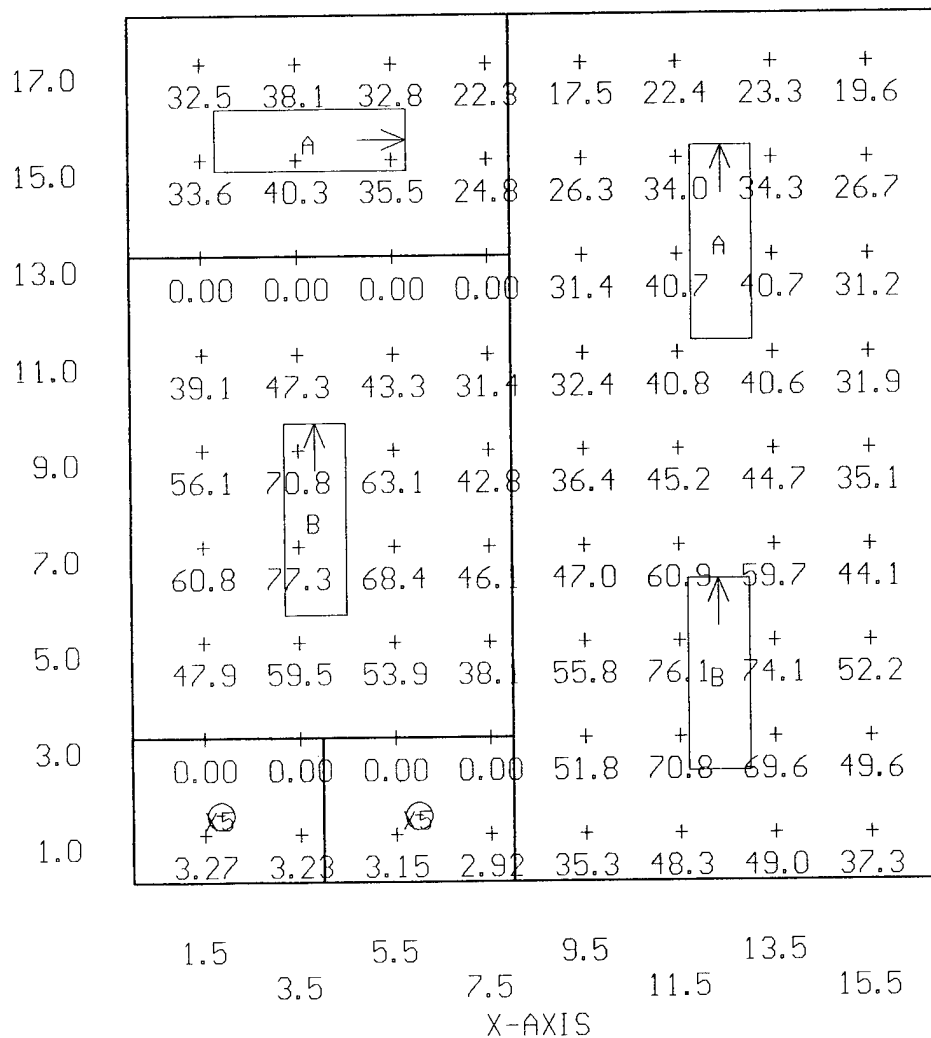 17.0 32.5 38.1 32.8 22.3 17.5 22.4 23.3 19.6
A
15.0 33.6 40.3 35.5 24.8 26.3 34.0 34.3 26.7
A
13.0 0.00 0.00 0.00 0.00 31.4 40.7 40.7 31.2
11.0 39.1 47.3 43.3 31.4 32.4 40.8 40.6 31.9
9.0 56.1 70.8 63.1 42.8 36.4 45.2 44.7 35.1
B
7.0 60.8 77.3 68.4 46.1 47.0 60.9 59.7 44.1
5.0 47.9 59.5 53.9 38.1 55.8 76.1 B 74.1 52.2
3.0 0.00 0.00 0.00 0.00 51.8 70.8 69.6 49.6
X5 X5
1.0 3.27 3.23 3.15 2.92 35.3 48.3 49.0 37.3
1.5 5.5 9.5 13.5
3.5 7.5 11.5 15.5
X-AXIS